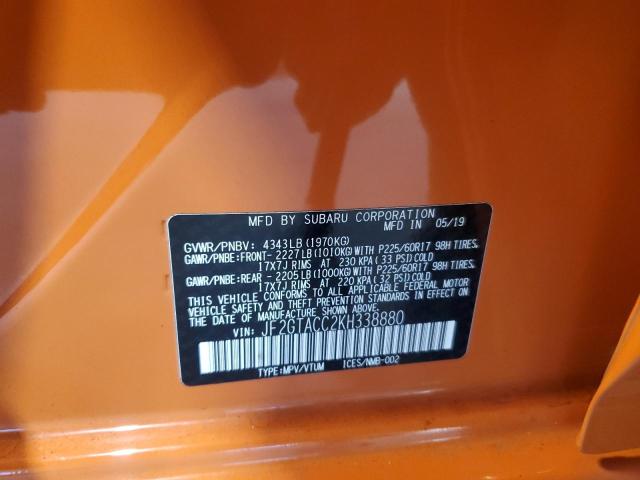 MFD BY SUBARU CORPORATION
MFD IN 05/19
GVWR/PNBV: 4343LB(1970KG)
GAWR/PNBE:FRONT- 2227LB(1010KG)WITH P225/60R17 98H TIRES
17X7J RIMS AT 230 KPA(33 PSI)COLD
GAWR/PNBE:REAR - 2205LB(1000KG)WITH P225/60R17 98H TIRES
17X7J RIMS AT 220 KPA(32 PSI)COLD
THIS VEHICLE CONFORMS TO ALL APPLICABLE FEDERAL MOTOR
VEHICLE SAFETY STANDARDS IN EFFECT ON THE DATE OF
MANUFACTURE SHOWN ABOVE.
VIN: JF2GTACC2KH338880
TYPE:MPV/VTUM ICES/NMB-002